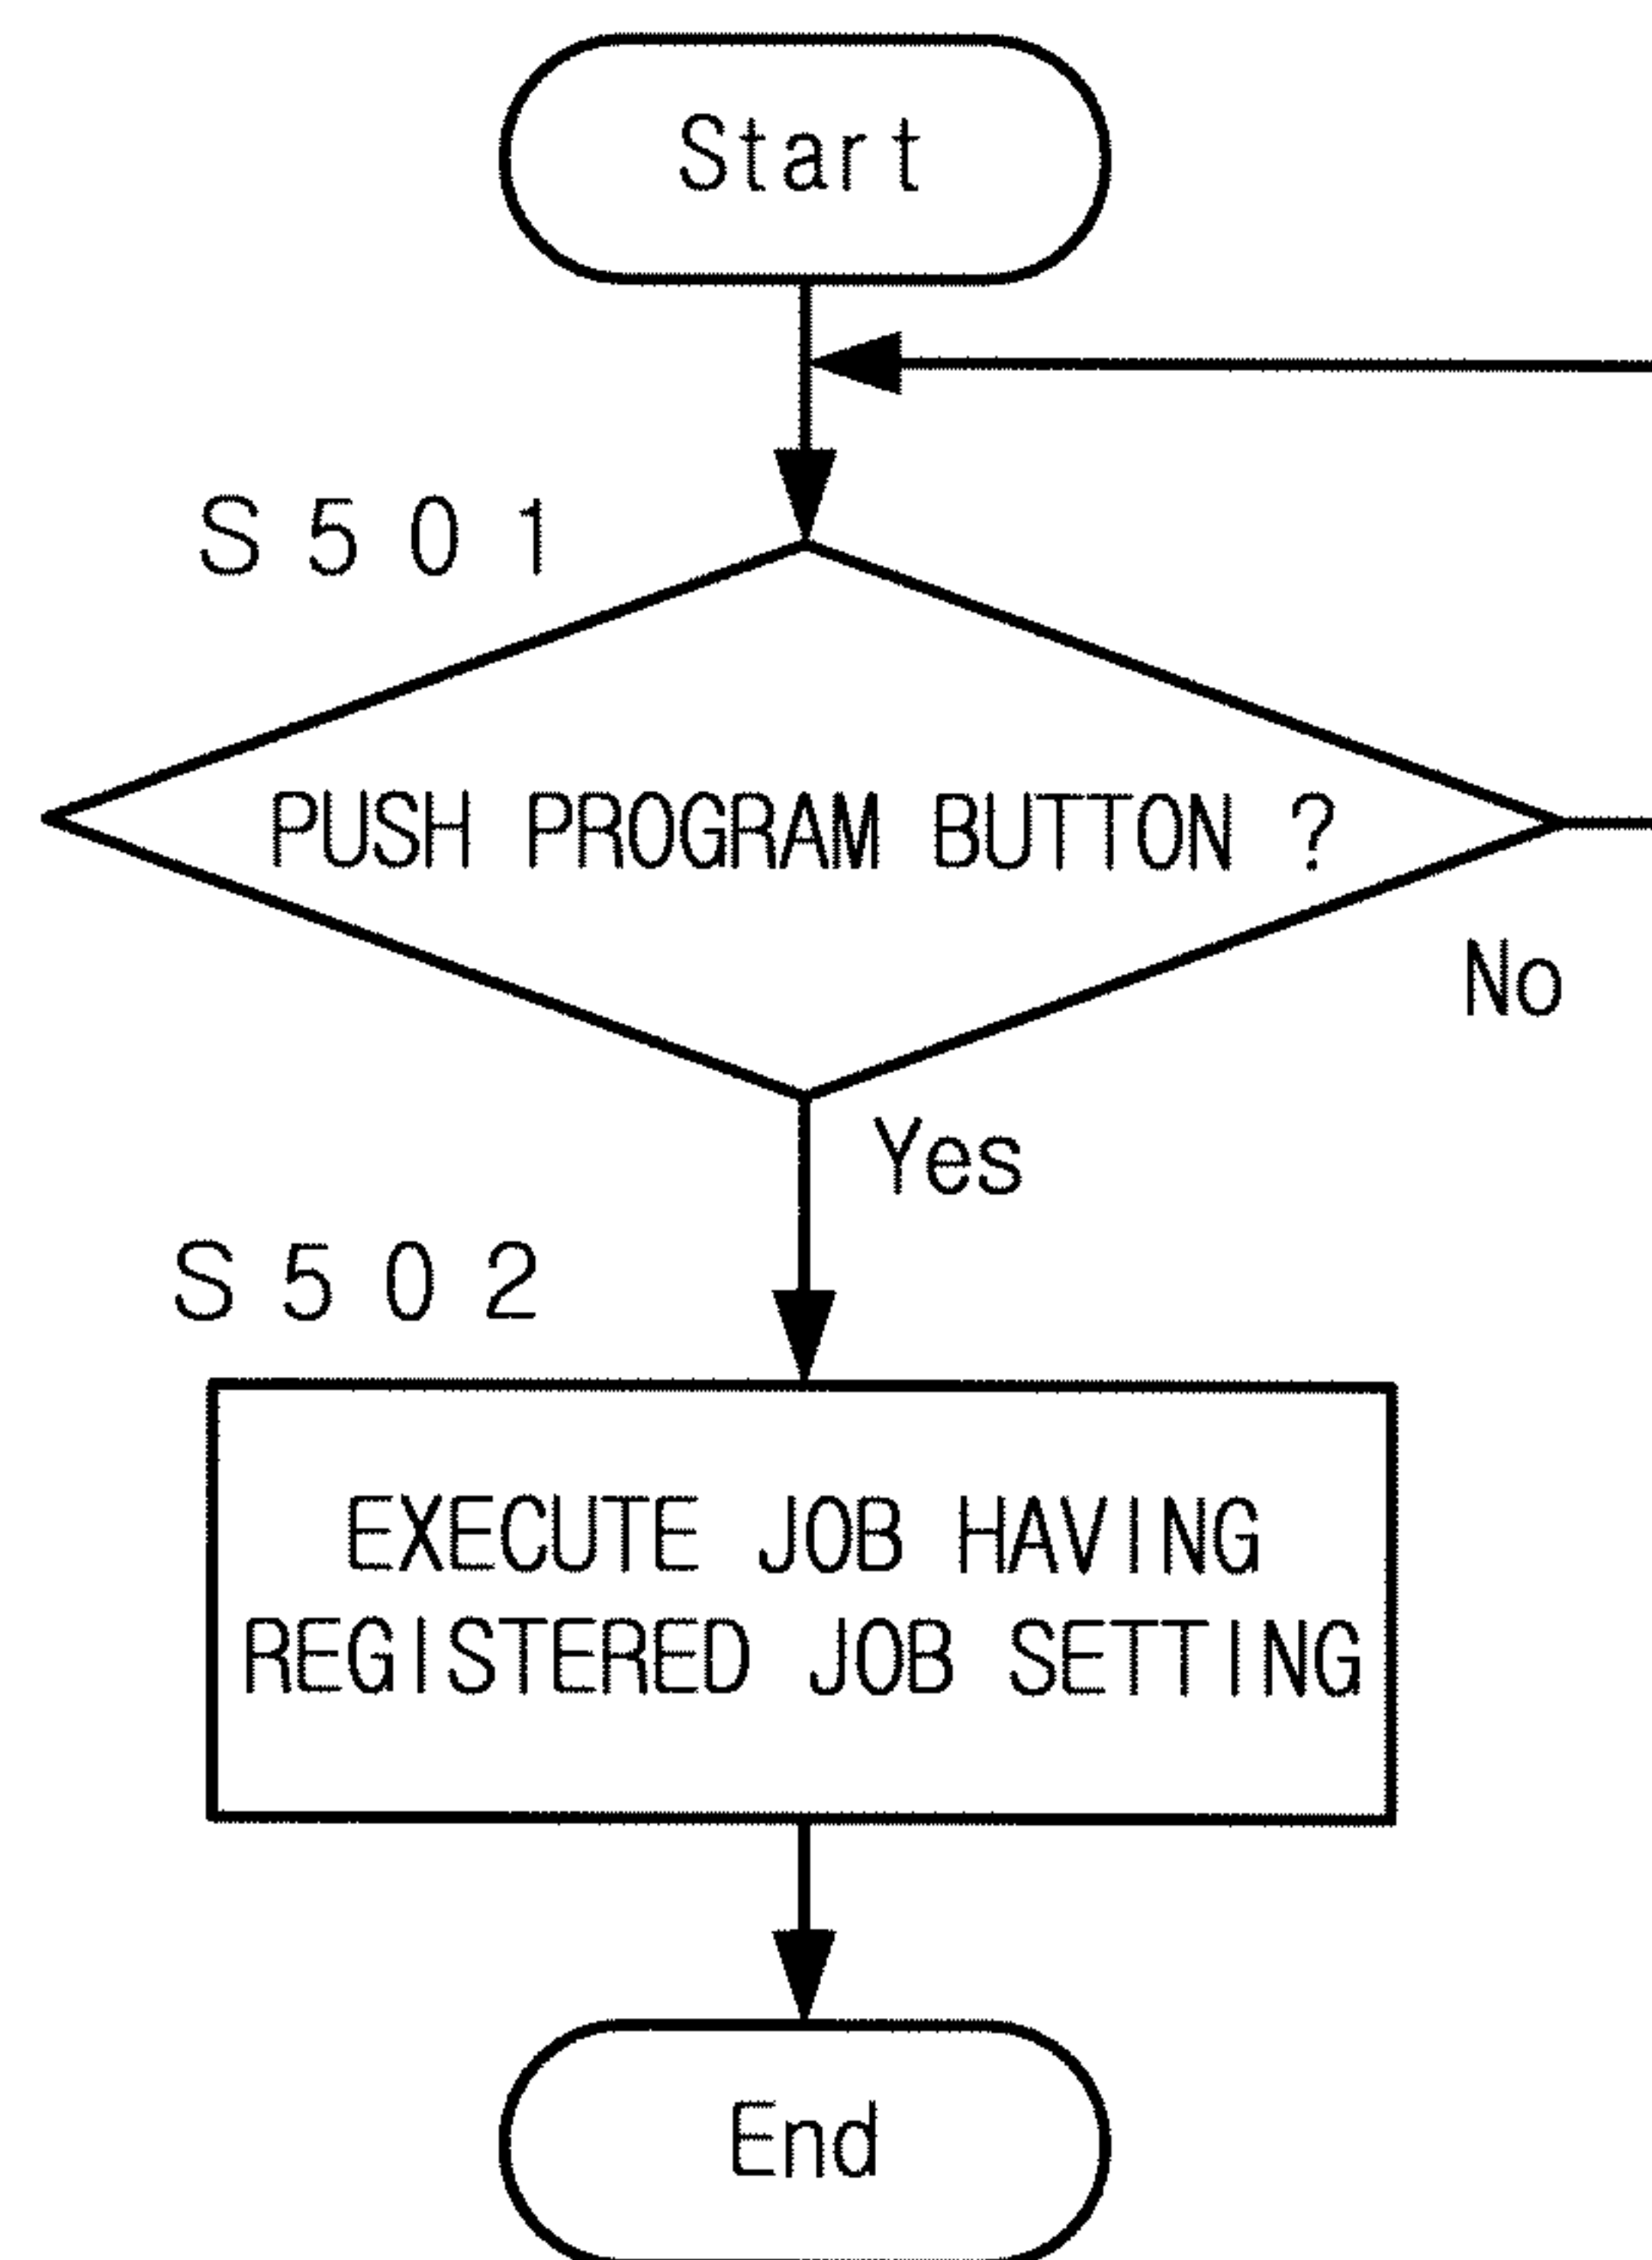 Start
S501
PUSH PROGRAM BUTTON ?
No
Yes
S502
EXECUTE JOB HAVING
REGISTERED JOB SETTING
End